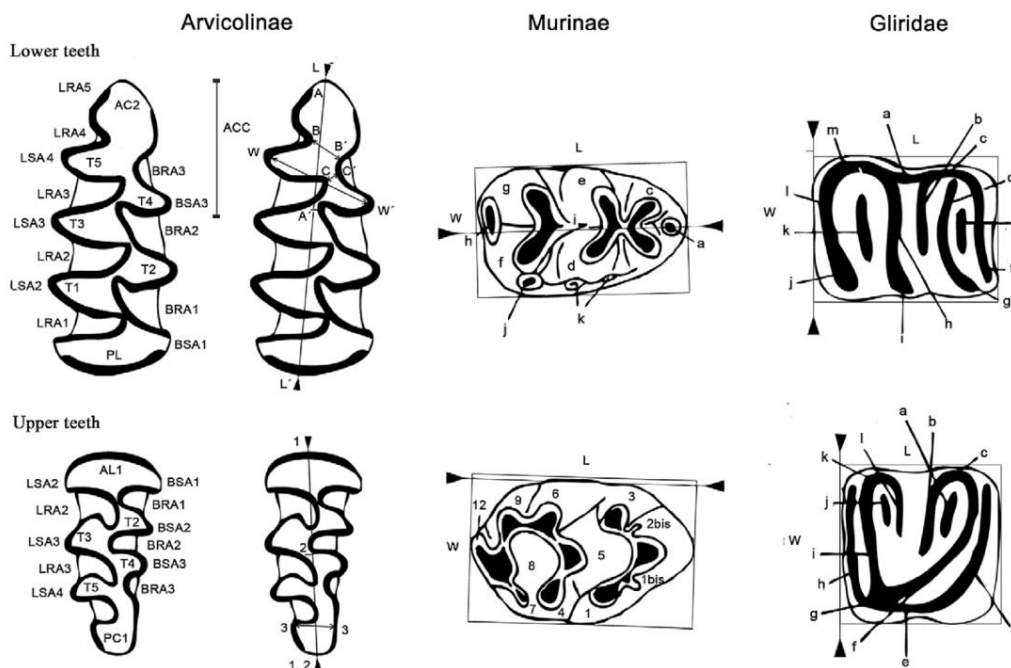 Arvicolinae
Murinae
Gliridae
Lower teeth
LRA5
AC2
LRA4
LSA4
T5
BRA3
LRA3
T4
BSA3
LSA3
T3
BRA2
LRA2
T2
LSA2
T1
BRA1
LRA1
PL
BSA1
ACC
L
A
B
B´
W
C
C´
A´
W´
L´
L
g
e
c
W
i
h
a
f
d
j
k
a
b
m
L
c
d
l
W
k
f
j
g
h
i
Upper teeth
AL1
LSA2
BSA1
LRA2
BRA1
T2
BSA2
LSA3
T3
BRA2
LRA3
T4
BSA3
T5
BRA3
LSA4
PC1
1
2
3
3
1, 2
L
12
9
6
3
2bis
W
5
8
1bis
7
4
1
a
b
l
L
c
k
j
W
i
h
g
f
e